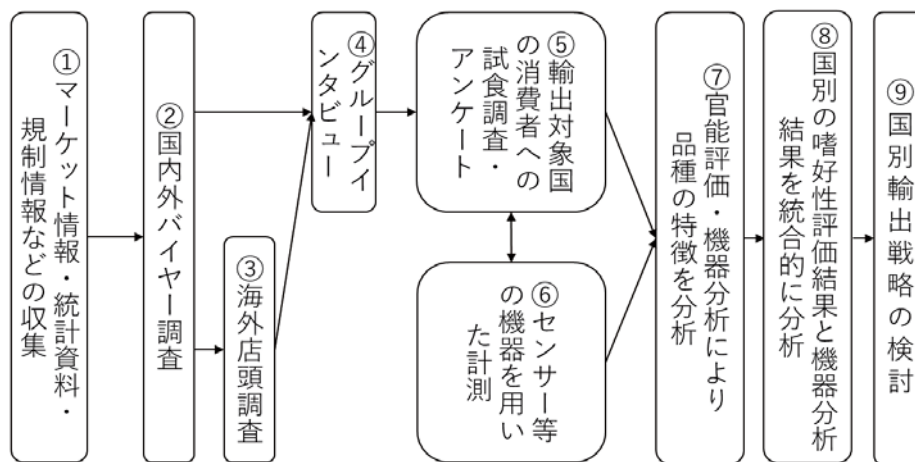 ①マーケット情報・統計資料・
規制情報などの収集
②国内外バイヤー調査
③海外店頭調査
④グループイ
ンタビュー
⑤輸出対象国
の消費者への
試食調査・
アンケート
⑥センサー等
の機器を用い
た計測
⑦官能評価・機器分析により
品種の特徴を分析
⑧国別の嗜好性評価結果と機器分析
結果を統合的に分析
⑨国別輸出戦略の検討